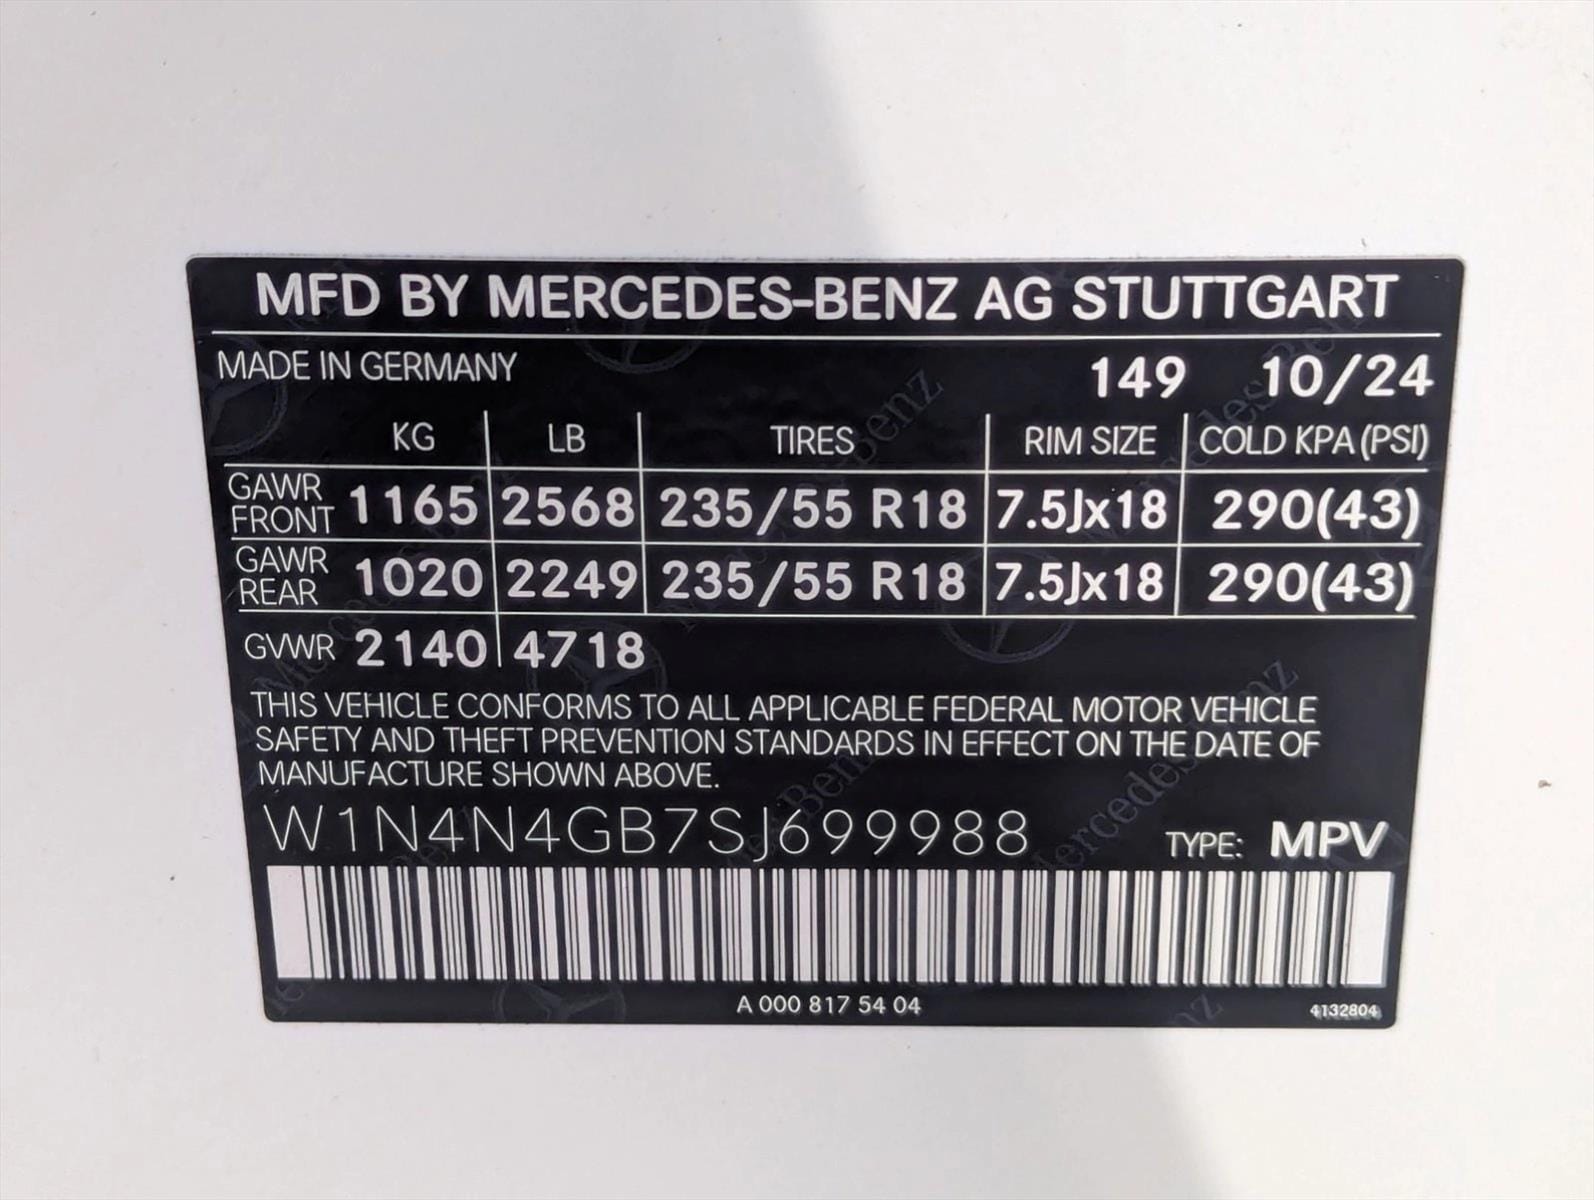 MFD BY MERCEDES-BENZ AG STUTTGART
MADE IN GERMANY 149 10/24
KG LB TIRES RIM SIZE COLD KPA (PSI)
GAWR FRONT 1165 2568 235/55 R18 7.5Jx18 290(43)
GAWR REAR 1020 2249 235/55 R18 7.5Jx18 290(43)
GVWR 2140 4718
THIS VEHICLE CONFORMS TO ALL APPLICABLE FEDERAL MOTOR VEHICLE
SAFETY AND THEFT PREVENTION STANDARDS IN EFFECT ON THE DATE OF
MANUFACTURE SHOWN ABOVE.
W1N4N4GB7SJ699988 TYPE: MPV
A 000 817 54 04 4132804